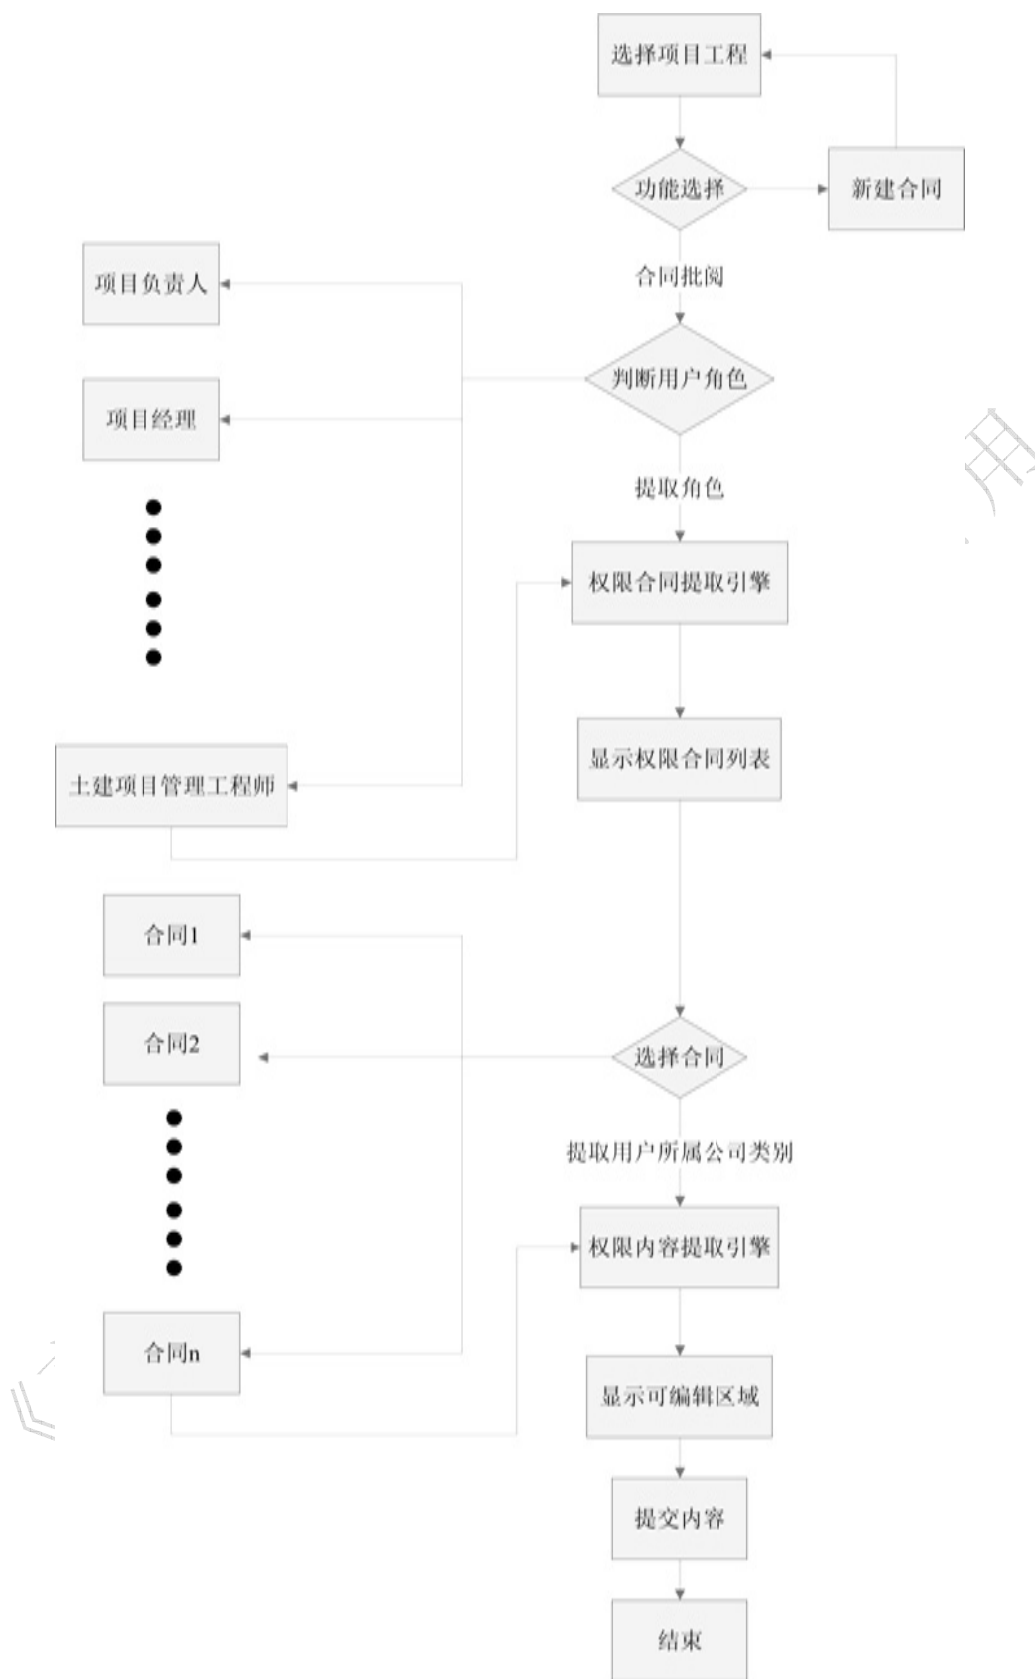 选择项目工程
功能选择
新建合同
合同批阅
项目负责人
判断用户角色
项目经理
提取角色
用
权限合同提取引擎
显示权限合同列表
土建项目管理工程师
合同1
合同2
选择合同
提取用户所属公司类别
权限内容提取引擎
合同n
《
显示可编辑区域
提交内容
结束